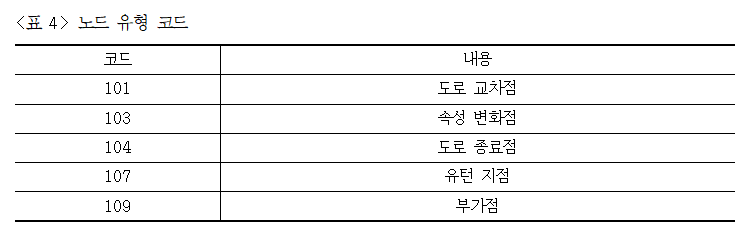 <표 4> 노드 유형 코드
코드 내용
101 도로 교차점
103 속성 변화점
104 도로 종료점
107 유턴 지점
109 부가점